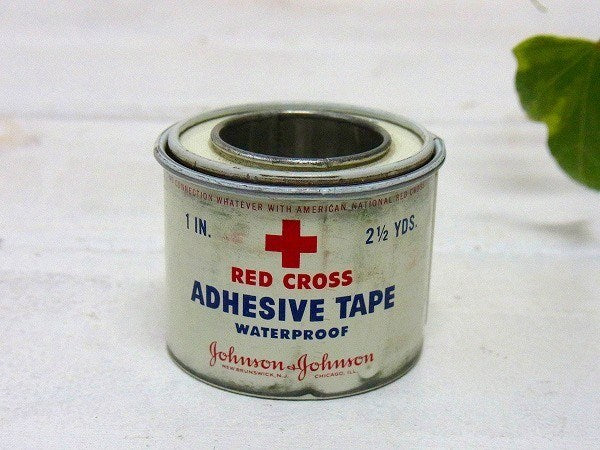 CONNECTION WHATEVER WITH AMERICAN NATIONAL RED
1 IN.
2½ YDS.
RED CROSS
ADHESIVE TAPE
WATERPROOF
Johnson & Johnson
NEW BRUNSWICK, N.J. CHICAGO, ILL.